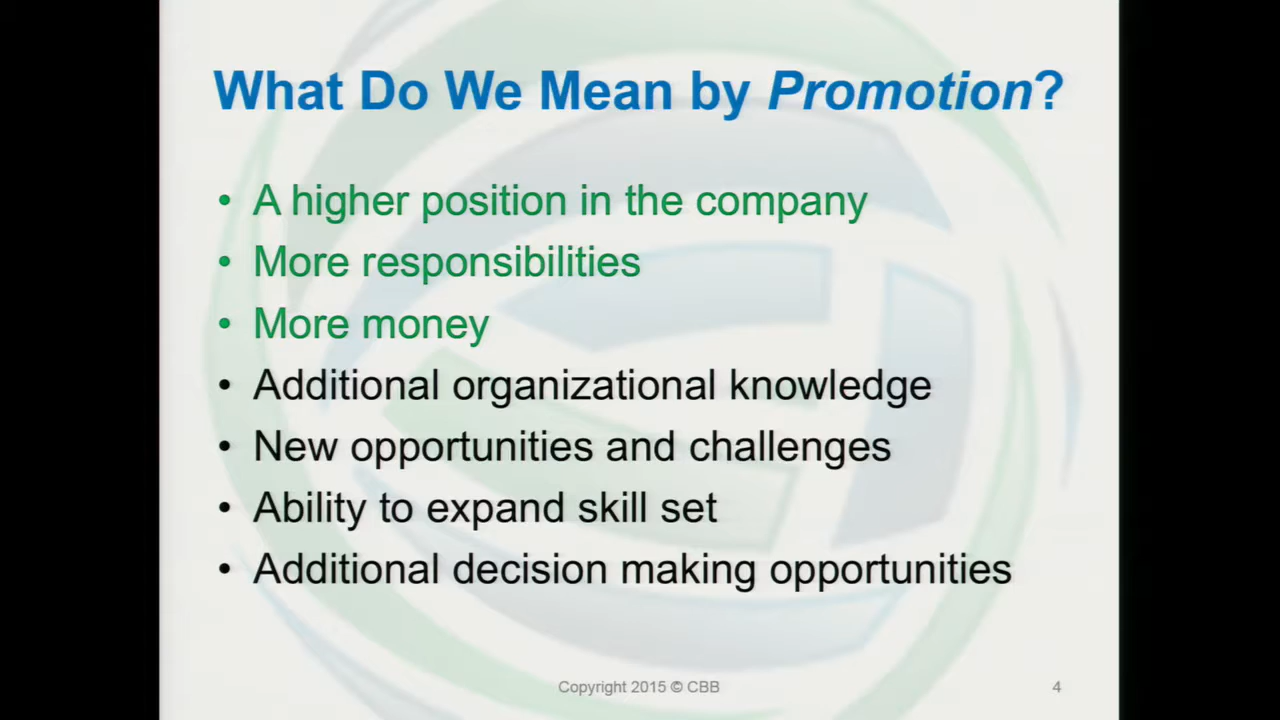 What Do We Mean by Promotion?
• A higher position in the company
• More responsibilities
• More money
• Additional organizational knowledge
• New opportunities and challenges
• Ability to expand skill set
• Additional decision making opportunities
Copyright 2015 © CBB
4